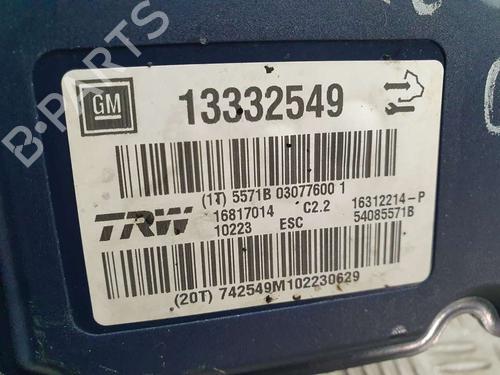 GM 13332549
(1T) 5571B 03077600 1
TRW 16817014 C2.2 16312214-P
10223 ESC 54085571B
(20T) 742549M102230629
B-PARTS